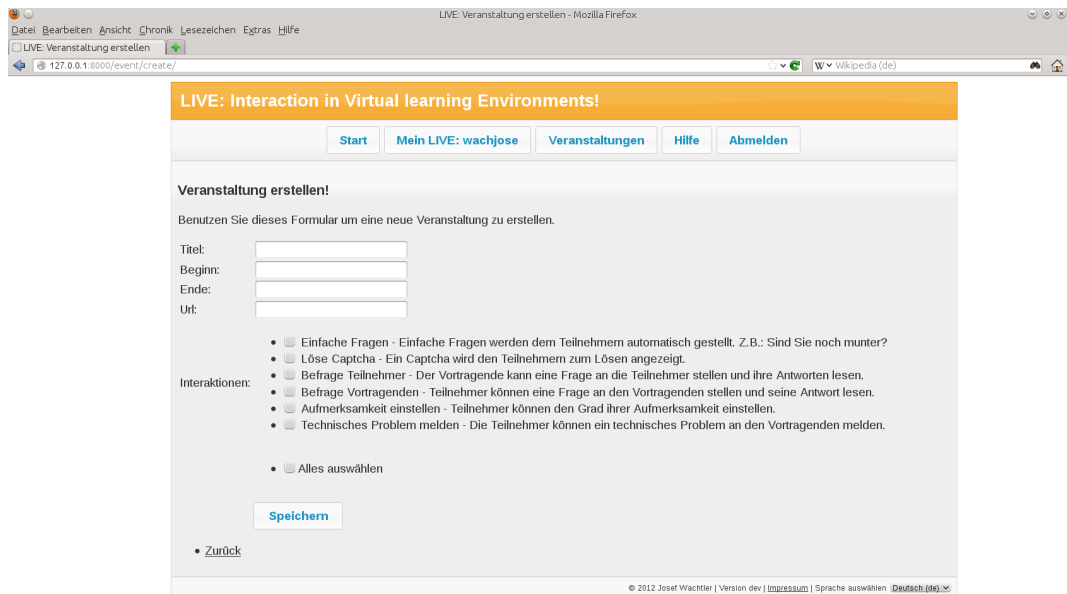 LIVE: Veranstaltung erstellen - Mozilla Firefox
Datei Bearbeiten Ansicht Chronik Lesezeichen Extras Hilfe
LIVE: Veranstaltung erstellen
127.0.0.1:8000/event/create/ W Wikipedia (de)
LIVE: Interaction in Virtual learning Environments!
Start Mein LIVE: wachjose Veranstaltungen Hilfe Abmelden
Veranstaltung erstellen!
Benutzen Sie dieses Formular um eine neue Veranstaltung zu erstellen.
Titel:
Beginn:
Ende:
Url:
Interaktionen:
• Einfache Fragen - Einfache Fragen werden dem Teilnehmern automatisch gestellt. Z.B.: Sind Sie noch munter?
• Löse Captcha - Ein Captcha wird den Teilnehmern zum Lösen angezeigt.
• Befrage Teilnehmer - Der Vortragende kann eine Frage an die Teilnehmer stellen und ihre Antworten lesen.
• Befrage Vortragenden - Teilnehmer können eine Frage an den Vortragenden stellen und seine Antwort lesen.
• Aufmerksamkeit einstellen - Teilnehmer können den Grad ihrer Aufmerksamkeit einstellen.
• Technisches Problem melden - Die Teilnehmer können ein technisches Problem an den Vortragenden melden.
• Alles auswählen
Speichern
• Zurück
© 2012 Josef Wachtler | Version dev | Impressum | Sprache auswählen Deutsch (de)